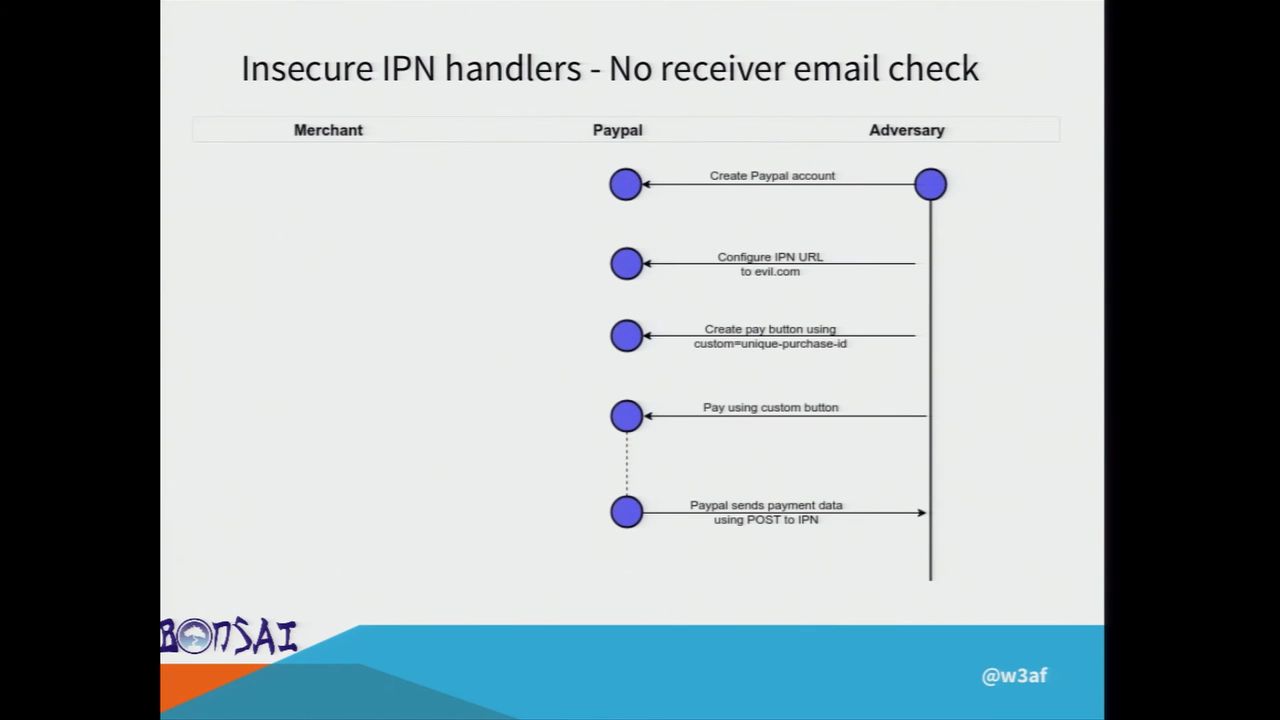 Insecure IPN handlers - No receiver email check
Merchant Paypal Adversary
Create Paypal account
Configure IPN URL
to evil.com
Create pay button using
custom=unique-purchase-id
Pay using custom button
Paypal sends payment data
using POST to IPN
BONSAI
@w3af